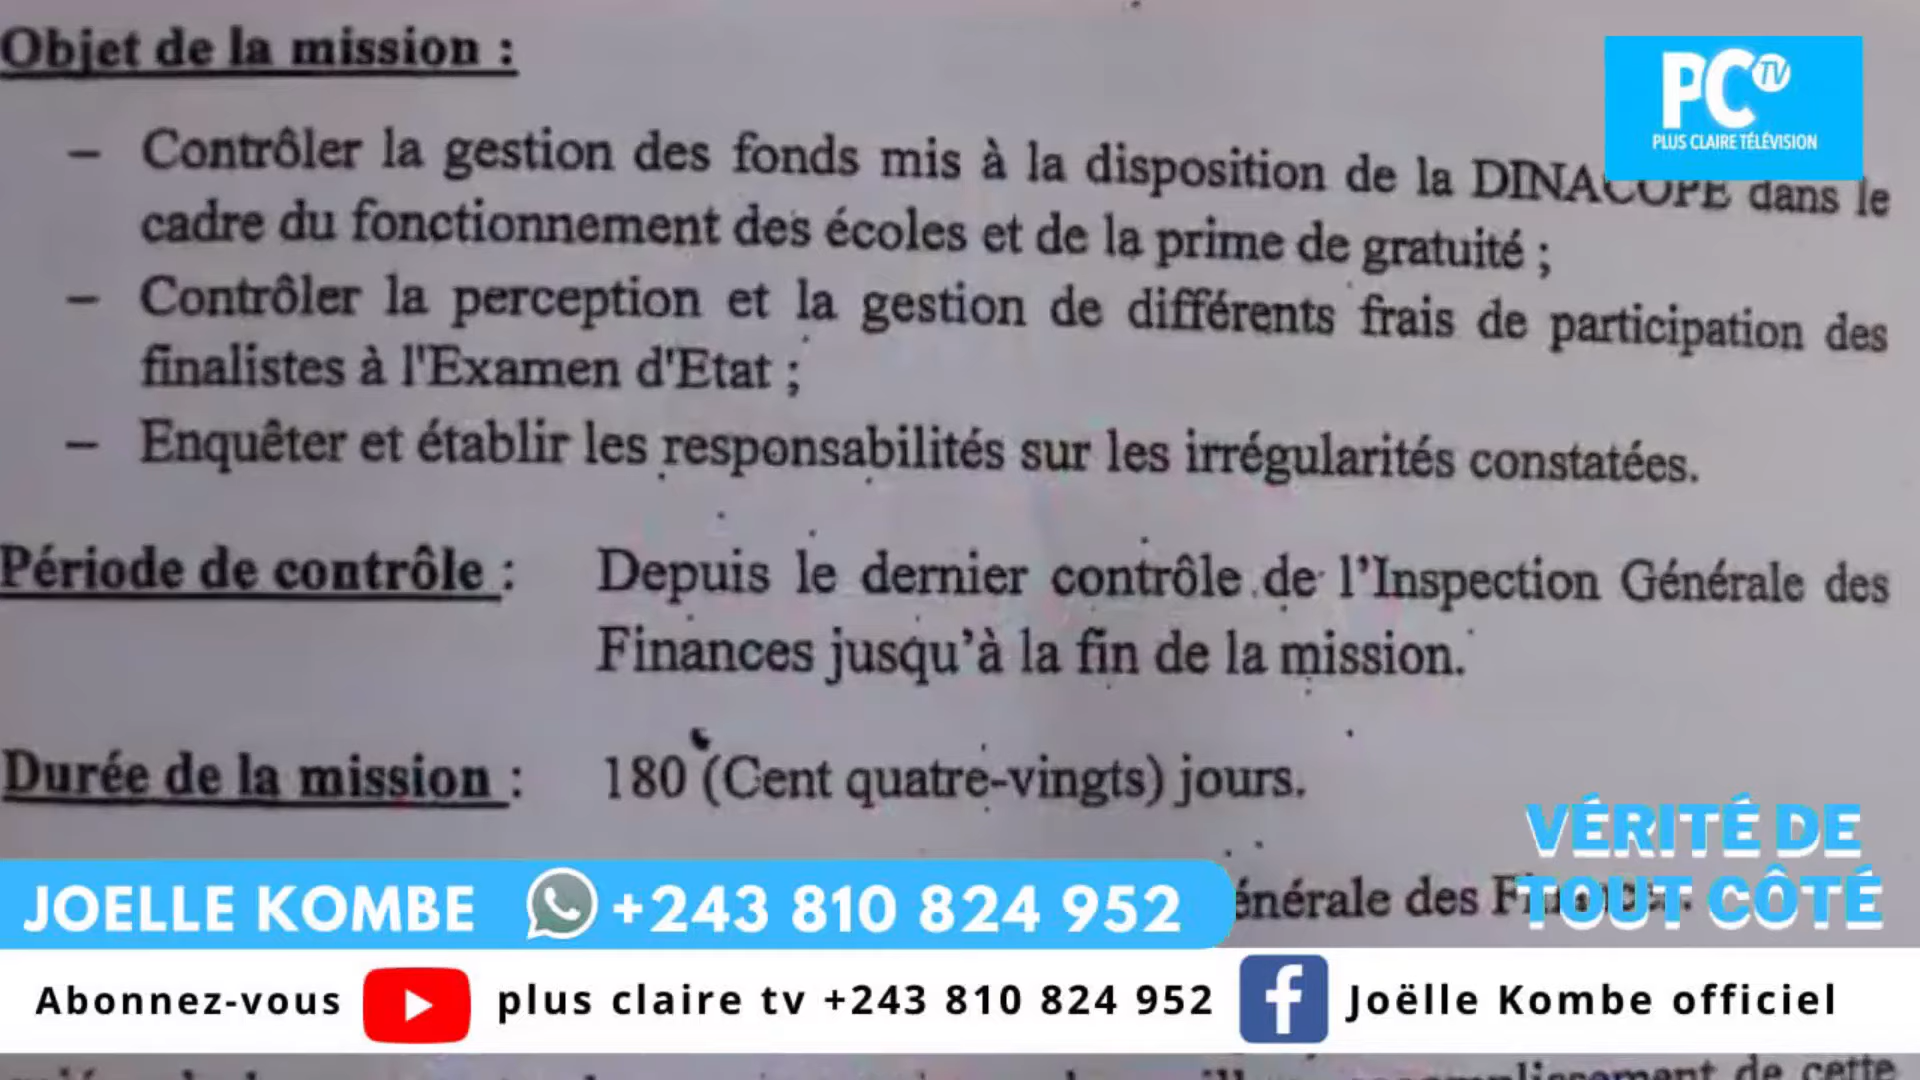 Objet de la mission :
PC TV
PLUS CLAIRE TÉLÉVISION
– Contrôler la gestion des fonds mis à la disposition de la DINACOPE dans le
cadre du fonctionnement des écoles et de la prime de gratuité ;
– Contrôler la perception et la gestion de différents frais de participation des
finalistes à l'Examen d'Etat ;
– Enquêter et établir les responsabilités sur les irrégularités constatées.
Période de contrôle : Depuis le dernier contrôle de l’Inspection Générale des
Finances jusqu’à la fin de la mission.
Durée de la mission : 180 (Cent quatre-vingts) jours.
VÉRITÉ DE
TOUT CÔTÉ
énérale des
JOELLE KOMBE +243 810 824 952
Abonnez-vous plus claire tv +243 810 824 952 Joëlle Kombe officiel
de cette